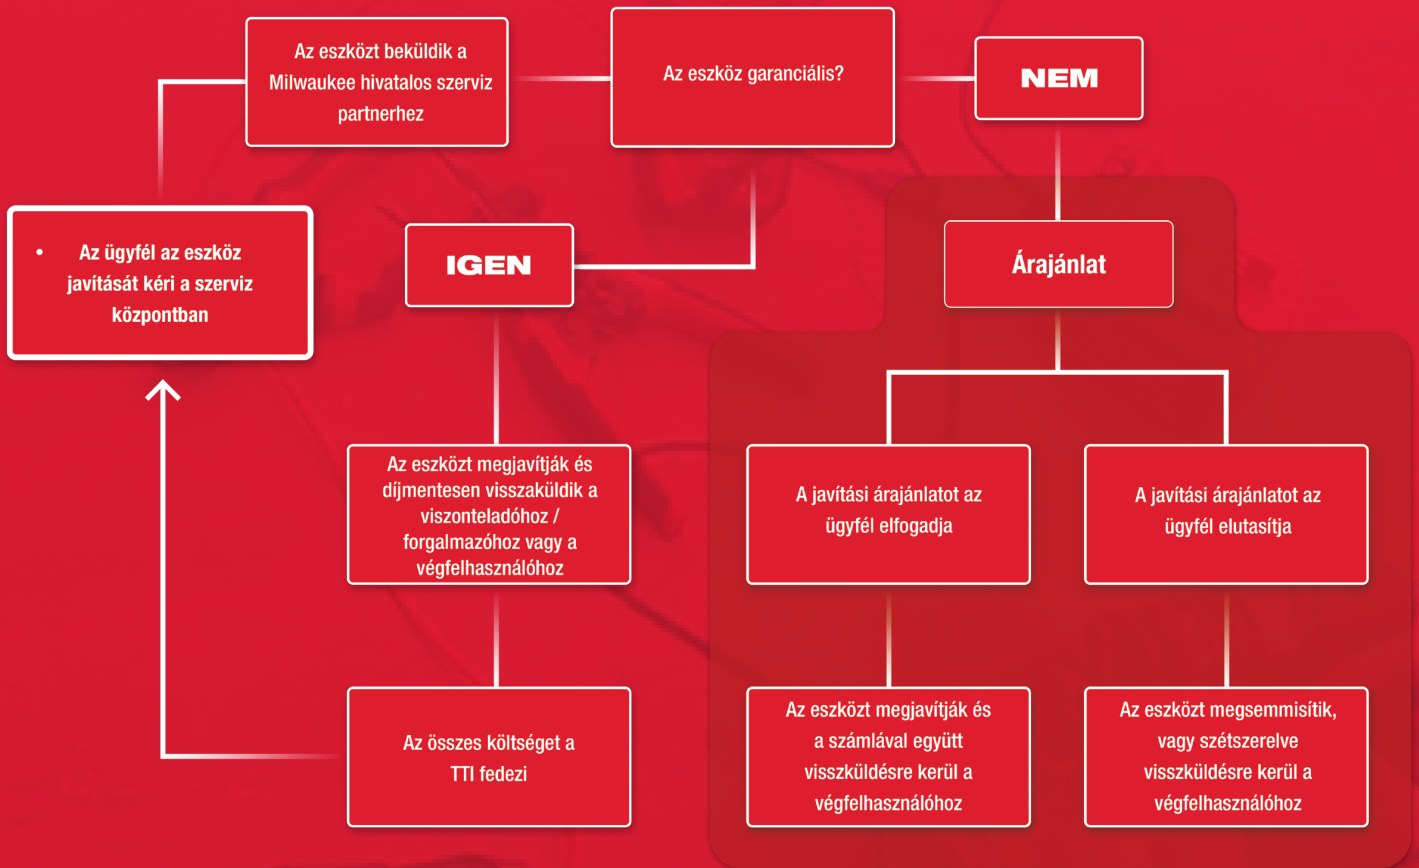 Az eszközt beküldik a
Milwaukee hivatalos szerviz
partnerhez
Az eszköz garanciális?
NEM
• Az ügyfél az eszköz
javítását kéri a szerviz
központban
IGEN
Árajánlat
Az eszközt megjavítják és
díjmentesen visszaküldik a
viszonteladóhoz /
forgalmazóhoz vagy a
végfelhasználóhoz
A javítási árajánlatot az
ügyfél elfogadja
A javítási árajánlatot az
ügyfél elutasítja
Az összes költséget a
TTI fedezi
Az eszközt megjavítják és
a számlával együtt
visszküldésre kerül a
végfelhasználóhoz
Az eszközt megsemmisítik,
vagy szétszerelve
visszküldésre kerül a
végfelhasználóhoz